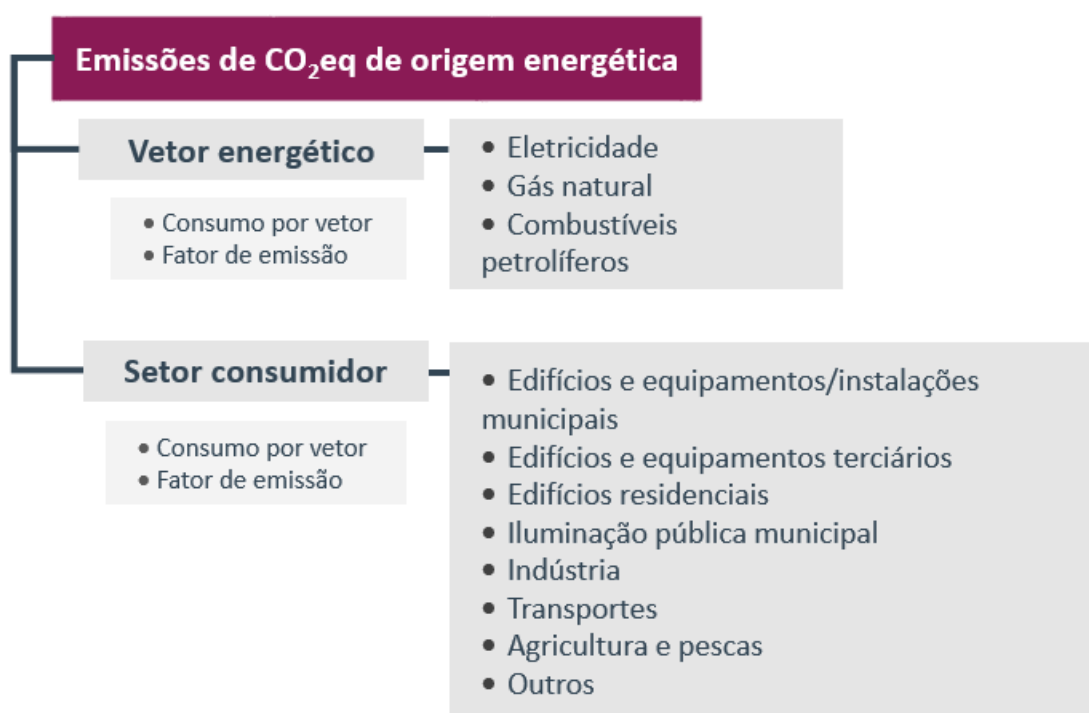 Emissões de CO₂eq de origem energética
Vetor energético
• Consumo por vetor
• Fator de emissão
• Eletricidade
• Gás natural
• Combustíveis
petrolíferos
Setor consumidor
• Consumo por vetor
• Fator de emissão
• Edifícios e equipamentos/instalações
municipais
• Edifícios e equipamentos terciários
• Edifícios residenciais
• Iluminação pública municipal
• Indústria
• Transportes
• Agricultura e pescas
• Outros